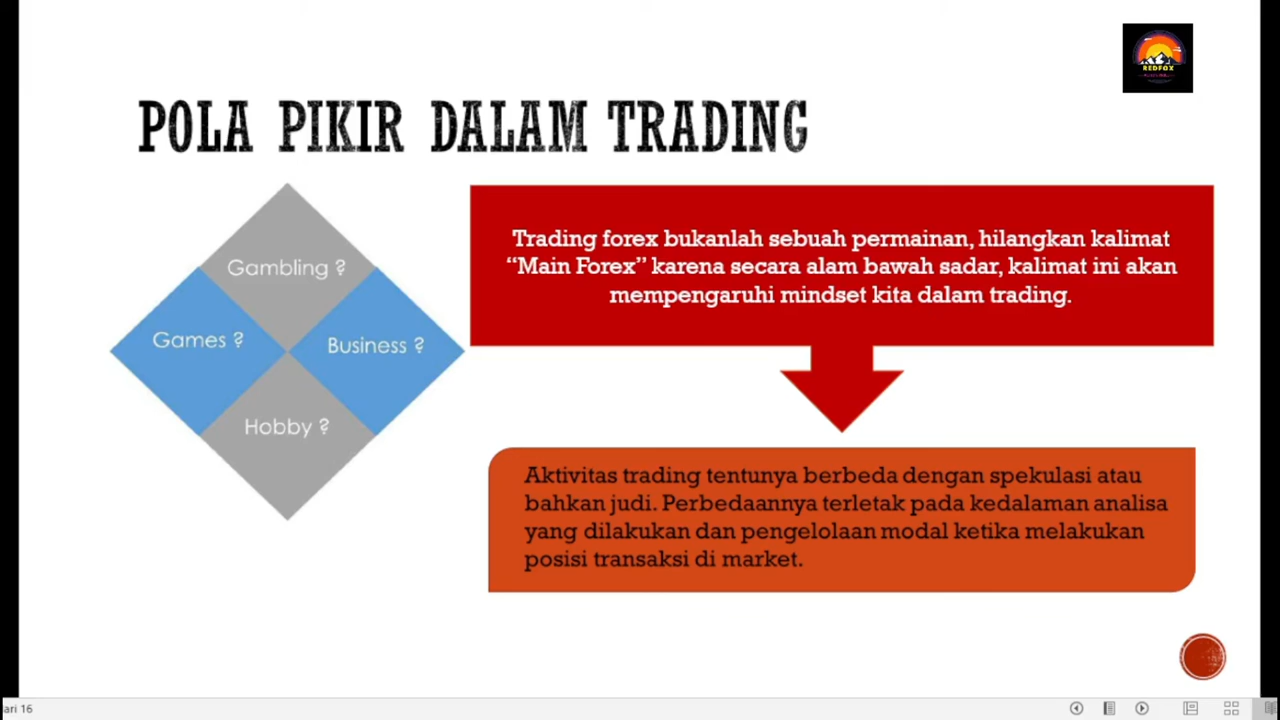 REDFOX
POLA PIKIR DALAM TRADING
Gambling ?
Games ?
Business ?
Hobby ?
Trading forex bukanlah sebuah permainan, hilangkan kalimat
“Main Forex” karena secara alam bawah sadar, kalimat ini akan
mempengaruhi mindset kita dalam trading.
Aktivitas trading tentunya berbeda dengan spekulasi atau
bahkan judi. Perbedaannya terletak pada kedalaman analisa
yang dilakukan dan pengelolaan modal ketika melakukan
posisi transaksi di market.
ari 16